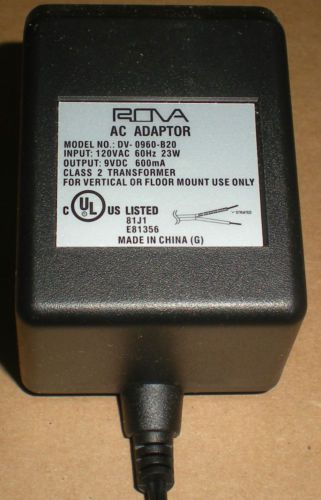 ROVA
AC ADAPTOR
MODEL NO.: DV- 0960-B20
INPUT: 120VAC 60Hz 23W
OUTPUT: 9VDC 600mA
CLASS 2 TRANSFORMER
FOR VERTICAL OR FLOOR MOUNT USE ONLY
C UL US LISTED
81J1
E81356
MADE IN CHINA (G)